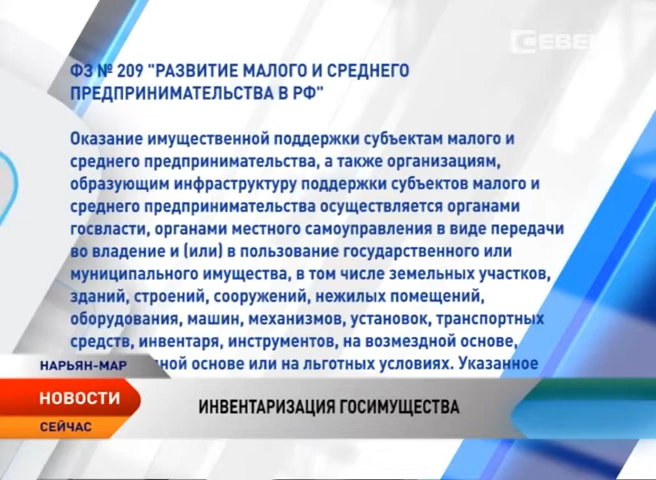 СЕВЕР
ФЗ № 209 "РАЗВИТИЕ МАЛОГО И СРЕДНЕГО
ПРЕДПРИНИМАТЕЛЬСТВА В РФ"
Оказание имущественной поддержки субъектам малого и
среднего предпринимательства, а также организациям,
образующим инфраструктуру поддержки субъектов малого и
среднего предпринимательства осуществляется органами
госвласти, органами местного самоуправления в виде передачи
во владение и (или) в пользование государственного или
муниципального имущества, в том числе земельных участков,
зданий, строений, сооружений, нежилых помещений,
оборудования, машин, механизмов, установок, транспортных
средств, инвентаря, инструментов, на возмездной основе,
основе или на льготных условиях. Указанное
НАРЬЯН-МАР
НОВОСТИ
ИНВЕНТАРИЗАЦИЯ ГОСИМУЩЕСТВА
СЕЙЧАС